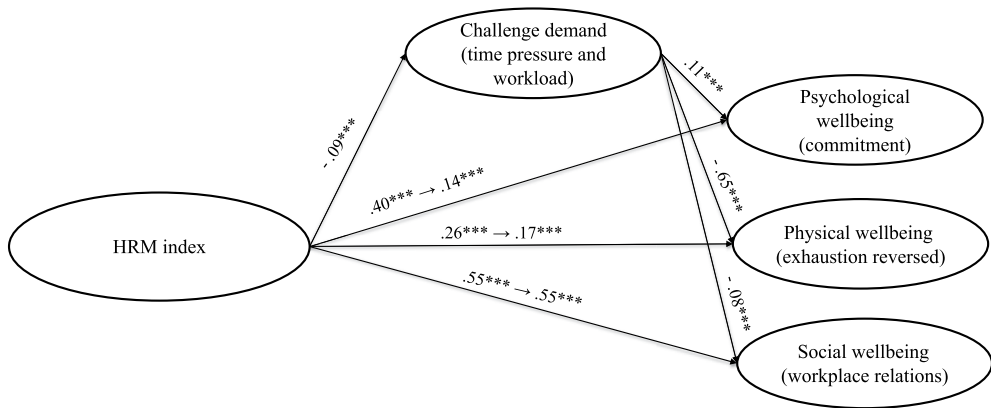 Challenge demand
(time pressure and
workload)
.11***
Psychological
wellbeing
(commitment)
- .09***
.40*** → .14***
- .65***
HRM index
.26*** → .17***
Physical wellbeing
(exhaustion reversed)
.55*** → .55***
- .08***
Social wellbeing
(workplace relations)